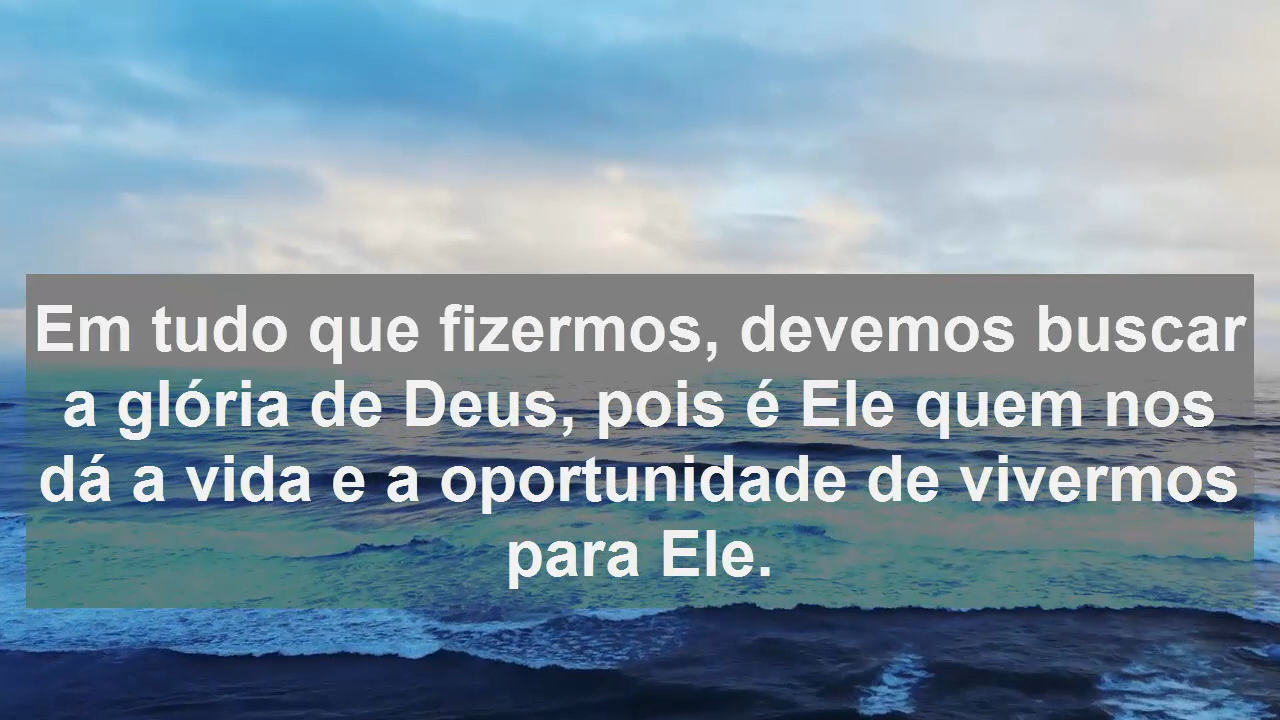 Em tudo que fizermos, devemos buscar
a glória de Deus, pois é Ele quem nos
dá a vida e a oportunidade de vivermos
para Ele.